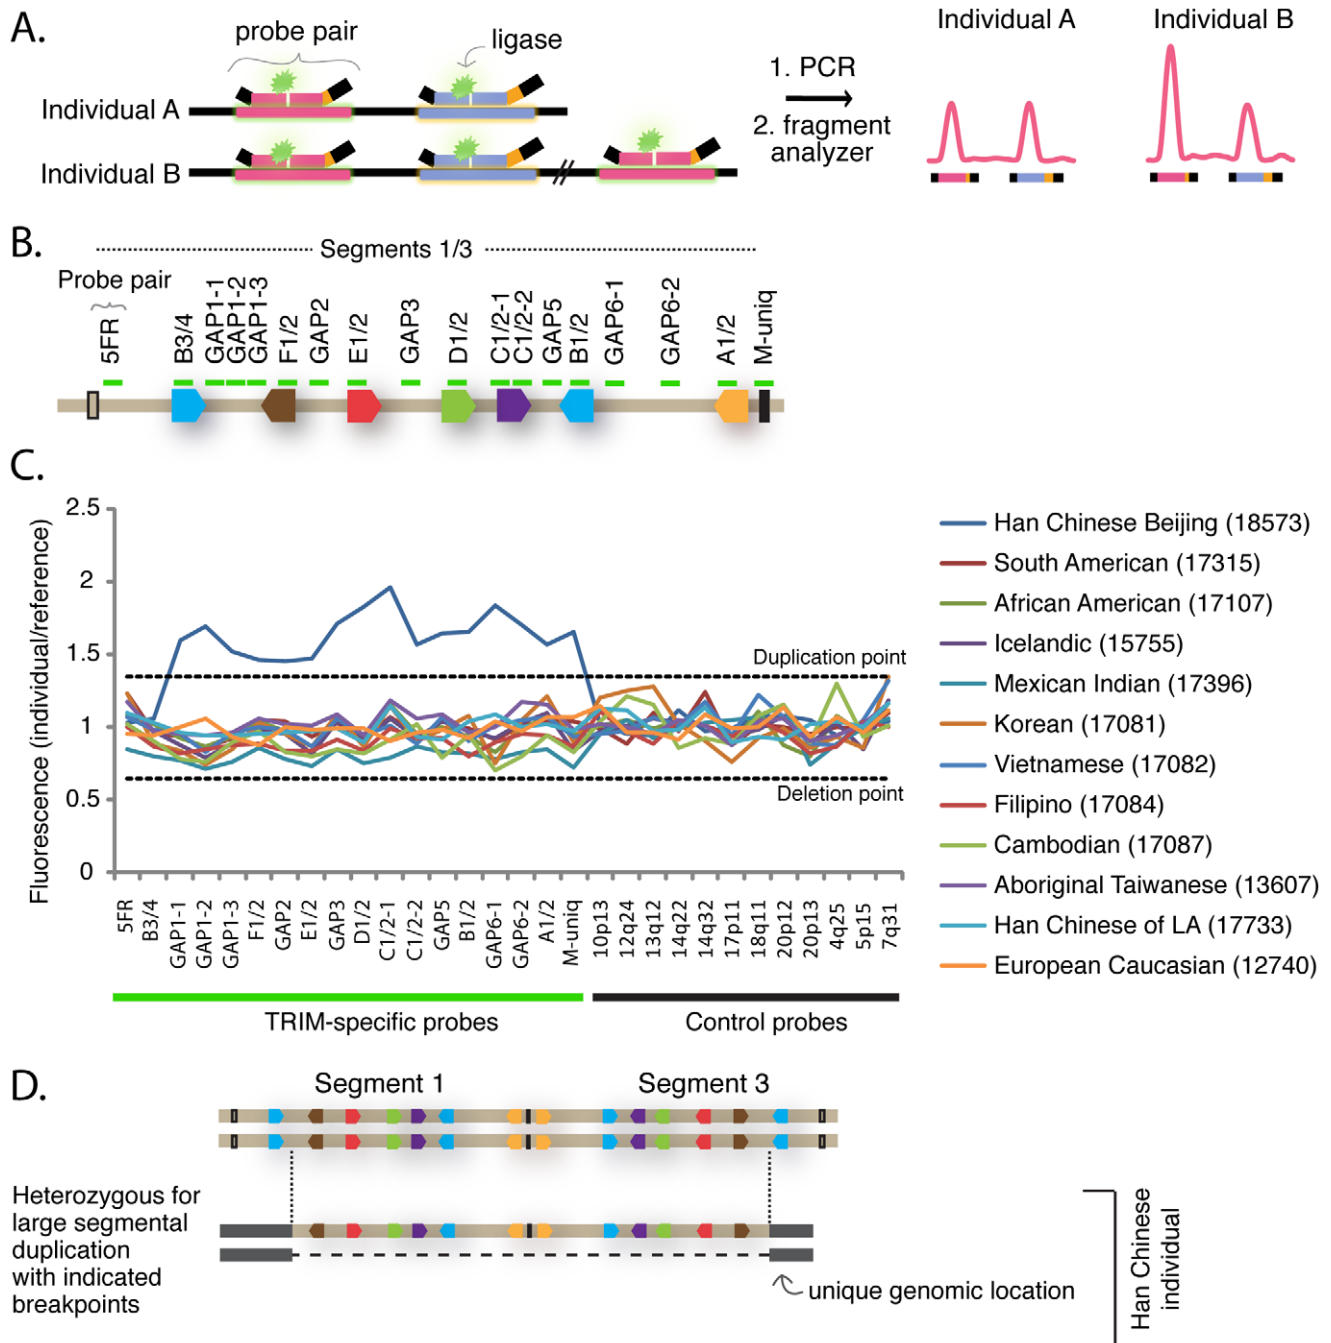 A.
probe pair
ligase
Individual A
Individual B
1. PCR
2. fragment
analyzer
Individual A
Individual B
B.
Segments 1/3
Probe pair
5FR
B3/4
GAP1-1
GAP1-2
GAP1-3
F1/2
GAP2
E1/2
GAP3
D1/2
C1/2-1
C1/2-2
GAP5
B1/2
GAP6-1
GAP6-2
A1/2
M-uniq
C.
Fluorescence (individual/reference)
2.5
2
1.5
1
0.5
0
Duplication point
Deletion point
5FR
B3/4
GAP1-1
GAP1-2
GAP1-3
F1/2
GAP2
E1/2
GAP3
D1/2
C1/2-1
C1/2-2
GAP5
B1/2
GAP6-1
GAP6-2
A1/2
M-uniq
10p13
12q24
13q12
14q22
14q32
17p11
18q11
20p12
20p13
4q25
5p15
7q31
TRIM-specific probes
Control probes
Han Chinese Beijing (18573)
South American (17315)
African American (17107)
Icelandic (15755)
Mexican Indian (17396)
Korean (17081)
Vietnamese (17082)
Filipino (17084)
Cambodian (17087)
Aboriginal Taiwanese (13607)
Han Chinese of LA (17733)
European Caucasian (12740)
D.
Segment 1
Segment 3
Heterozygous for
large segmental
duplication
with indicated
breakpoints
unique genomic location
Han Chinese
individual